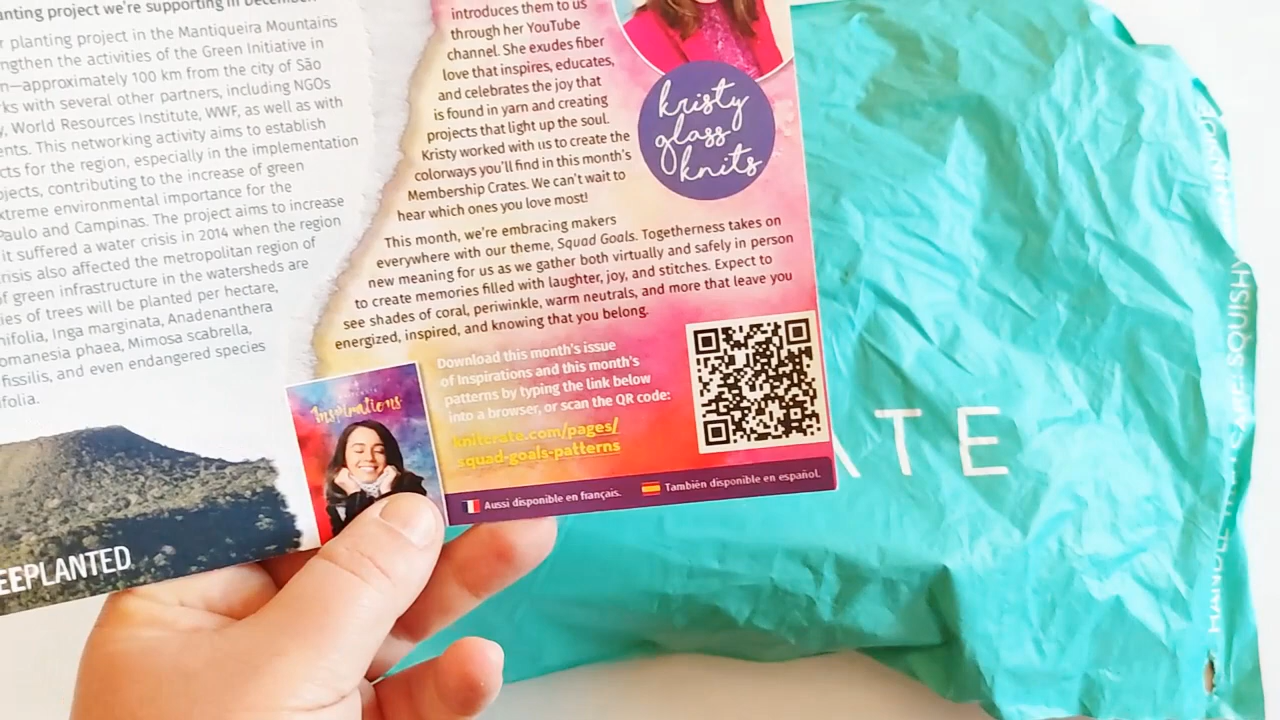 anting project we're supporting in December
r planting project in the Mantiqueira Mountains
ngthen the activities of the Green Initiative in
n—approximately 100 km from the city of São
ks with several other partners, including NGOs
y, World Resources Institute, WWF, as well as with
ents. This networking activity aims to establish
cts for the region, especially in the implementation
ojects, contributing to the increase of green
xtreme environmental importance for the
Paulo and Campinas. The project aims to increase
it suffered a water crisis in 2014 when the region
risis also affected the metropolitan region of
of green infrastructure in the watersheds are
ies of trees will be planted per hectare,
nifolia, Inga marginata, Anadenanthera
omanesia phaea, Mimosa scabrella,
fissilis, and even endangered species
ifolia.
EEPLANTED
introduces them to us
through her YouTube
channel. She exudes fiber
love that inspires, educates,
and celebrates the joy that
is found in yarn and creating
projects that light up the soul.
Kristy worked with us to create the
colorways you'll find in this month's
Membership Crates. We can't wait to
hear which ones you love most!
kristy
glass
knits
This month, we're embracing makers
everywhere with our theme, Squad Goals. Togetherness takes on
new meaning for us as we gather both virtually and safely in person
to create memories filled with laughter, joy, and stitches. Expect to
see shades of coral, periwinkle, warm neutrals, and more that leave you
energized, inspired, and knowing that you belong.
Inspirations
Download this month's issue
of Inspirations and this month's
patterns by typing the link below
into a browser, or scan the QR code:
knitcrate.com/pages/
squad-goals-patterns
Aussi disponible en français.
También disponible en español.
ATE
HANDLE
CARE: SQUISHY